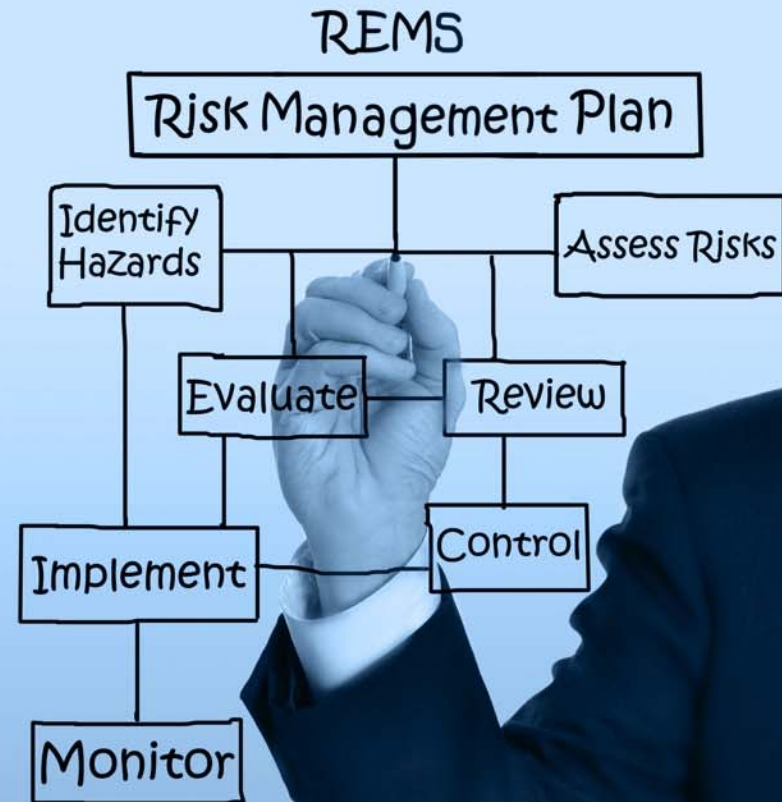 REMS
Risk Management Plan
Identify
Hazards
Assess Risks
Evaluate
Review
Implement
Control
Monitor